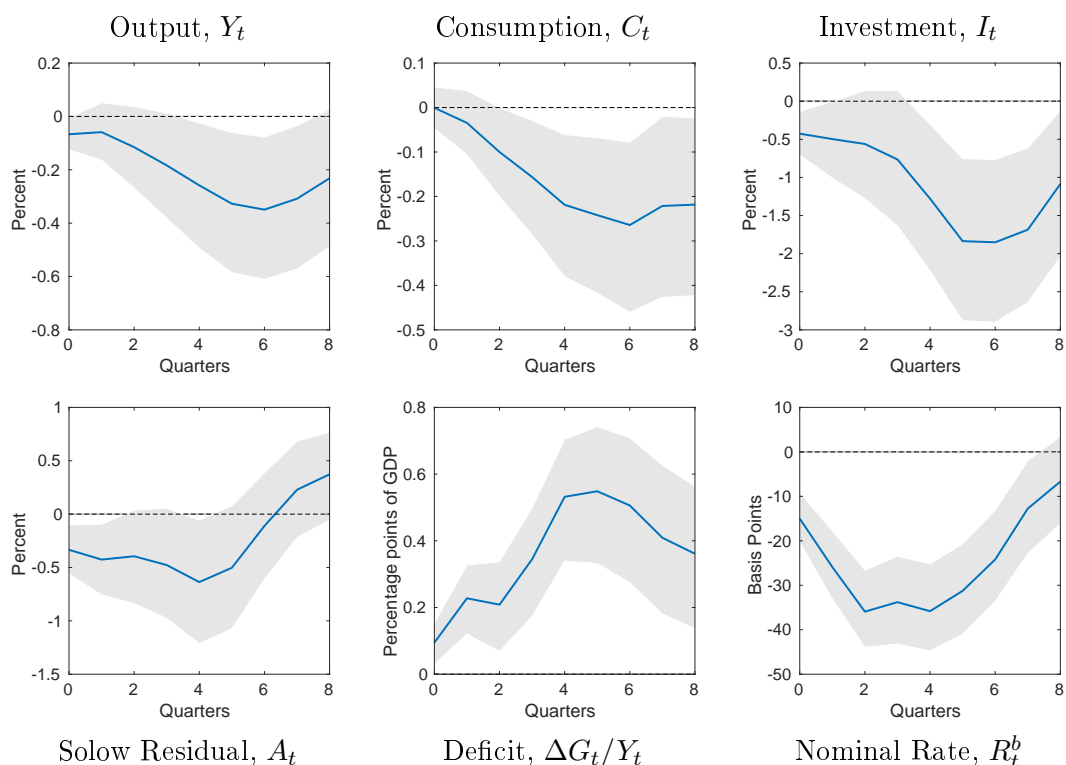 Output, Y_t
Consumption, C_t
Investment, I_t
0.2
0
-0.2
-0.4
-0.6
-0.8
Percent
0 2 4 6 8
Quarters
0.1
0
-0.1
-0.2
-0.3
-0.4
-0.5
Percent
0 2 4 6 8
Quarters
0.5
0
-0.5
-1
-1.5
-2
-2.5
-3
Percent
0 2 4 6 8
Quarters
1
0.5
0
-0.5
-1
-1.5
Percent
0 2 4 6 8
Quarters
Solow Residual, A_t
0.8
0.6
0.4
0.2
0
Percentage points of GDP
0 2 4 6 8
Quarters
Deficit, ΔG_t/Y_t
10
0
-10
-20
-30
-40
-50
Basis Points
0 2 4 6 8
Quarters
Nominal Rate, R_t^b